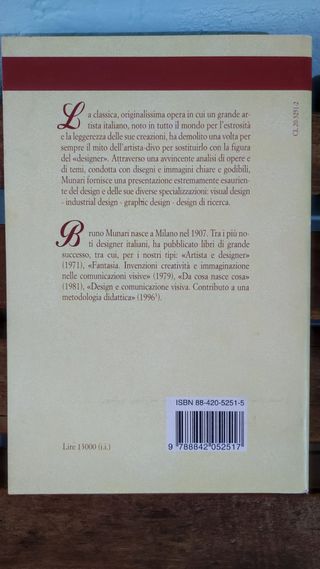 La classica, originalissima opera in cui un grande ar-
tista italiano, noto in tutto il mondo per l'estrosità
e la leggerezza delle sue creazioni, ha demolito una volta per
sempre il mito dell'artista-divo per sostituirlo con la figura
del «designer». Attraverso una avvincente analisi di opere e
di temi, condotta con disegni e immagini chiare e godibili,
Munari fornisce una presentazione estremamente esaurien-
te del design e delle sue diverse specializzazioni: visual design
- industrial design - graphic design - design di ricerca.
Bruno Munari nasce a Milano nel 1907. Tra i più no-
ti designer italiani, ha pubblicato libri di grande
successo, tra cui, per i nostri tipi: «Artista e designer»
(1971), «Fantasia. Invenzioni creatività e immaginazione
nelle comunicazioni visive» (1979), «Da cosa nasce cosa»
(1981), «Design e comunicazione visiva. Contributo a una
metodologia didattica» (1996³).
CL 20-5251-2
ISBN 88-420-5251-5
9 788842 052517
Lire 13000 (i.i.)